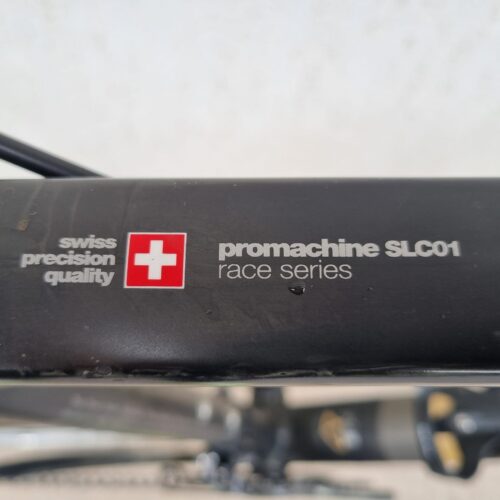 swiss
precision
quality
promachine SLC01
race series